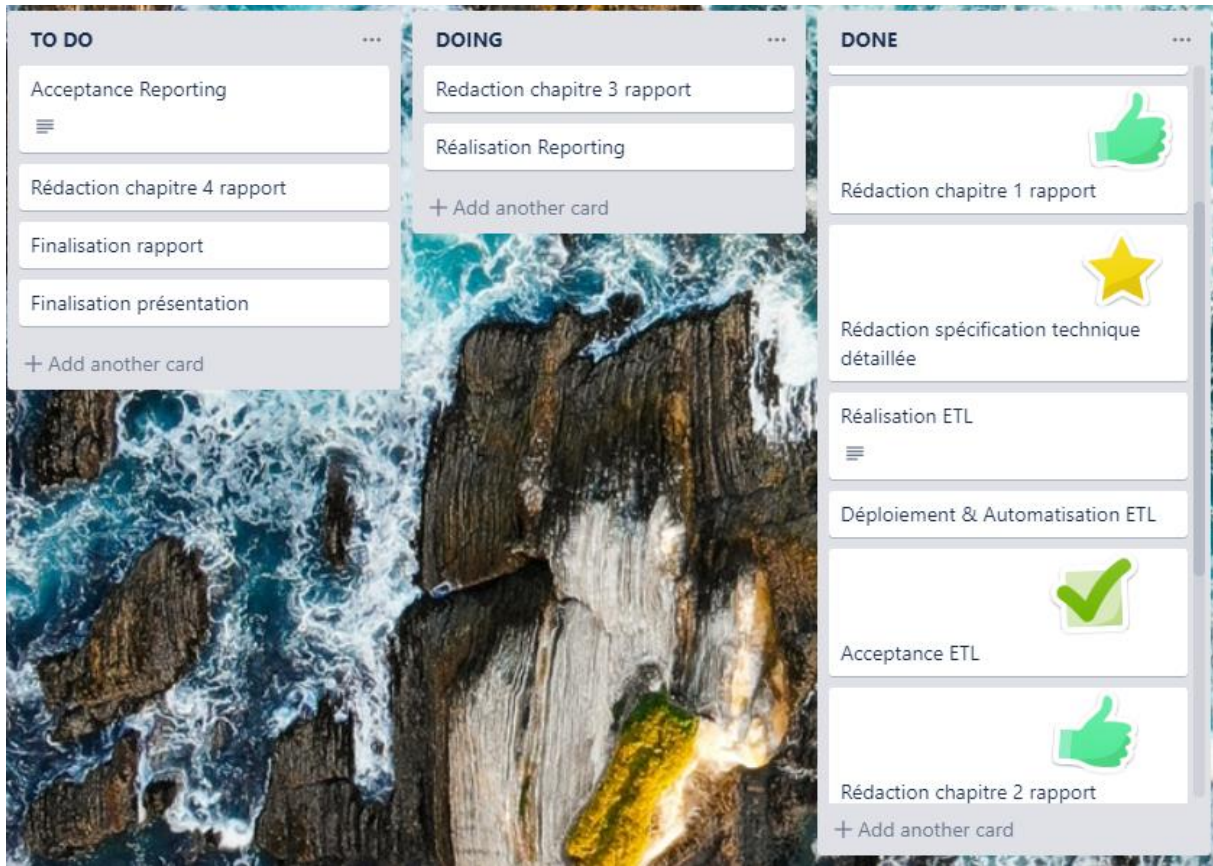 TO DO
Acceptance Reporting
Rédaction chapitre 4 rapport
Finalisation rapport
Finalisation présentation
+ Add another card
DOING
Redaction chapitre 3 rapport
Réalisation Reporting
+ Add another card
DONE
Rédaction chapitre 1 rapport
Rédaction spécification technique
détaillée
Réalisation ETL
Déploiement & Automatisation ETL
Acceptance ETL
Rédaction chapitre 2 rapport
+ Add another card